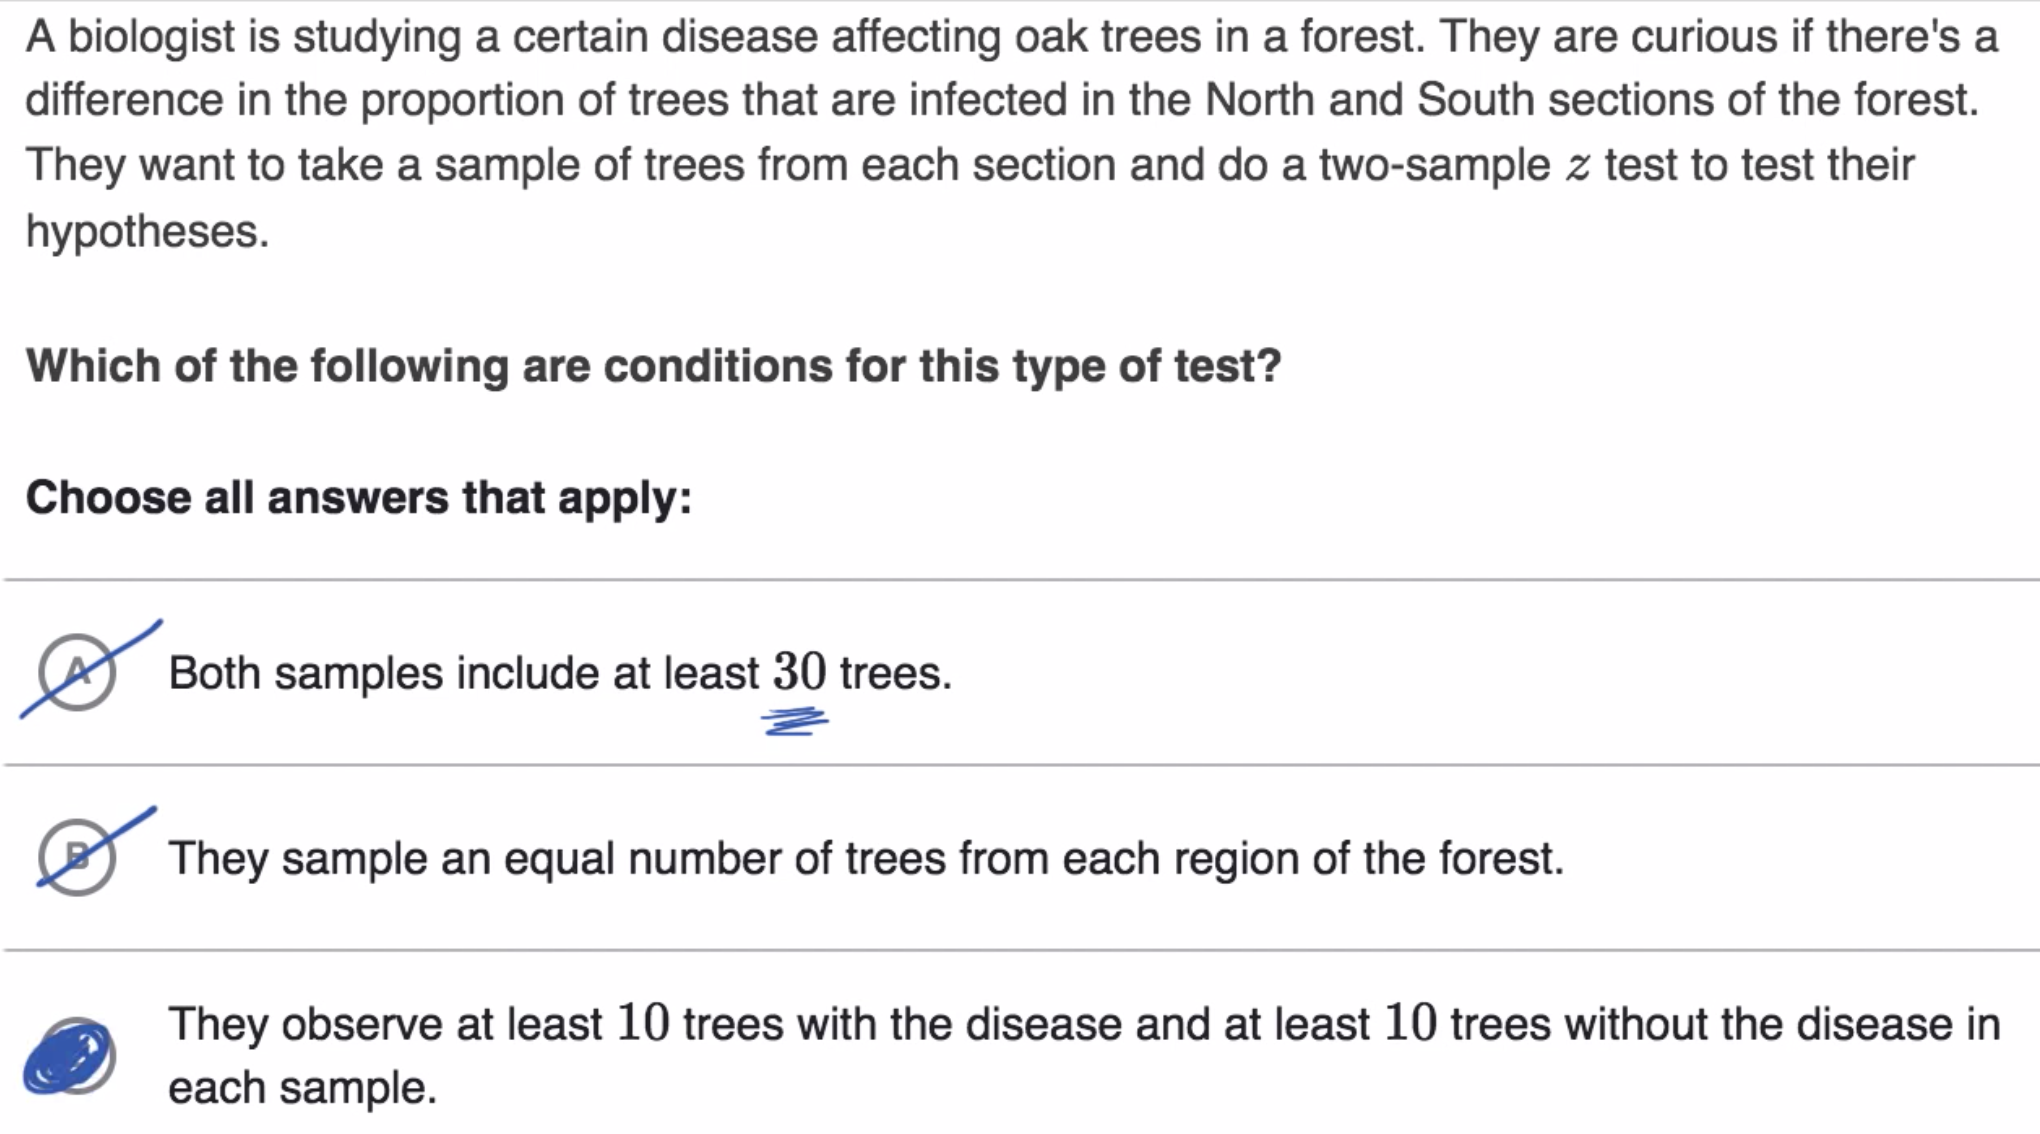 A biologist is studying a certain disease affecting oak trees in a forest. They are curious if there's a
difference in the proportion of trees that are infected in the North and South sections of the forest.
They want to take a sample of trees from each section and do a two-sample z test to test their
hypotheses.
Which of the following are conditions for this type of test?
Choose all answers that apply:
A Both samples include at least 30 trees.
B They sample an equal number of trees from each region of the forest.
They observe at least 10 trees with the disease and at least 10 trees without the disease in
each sample.